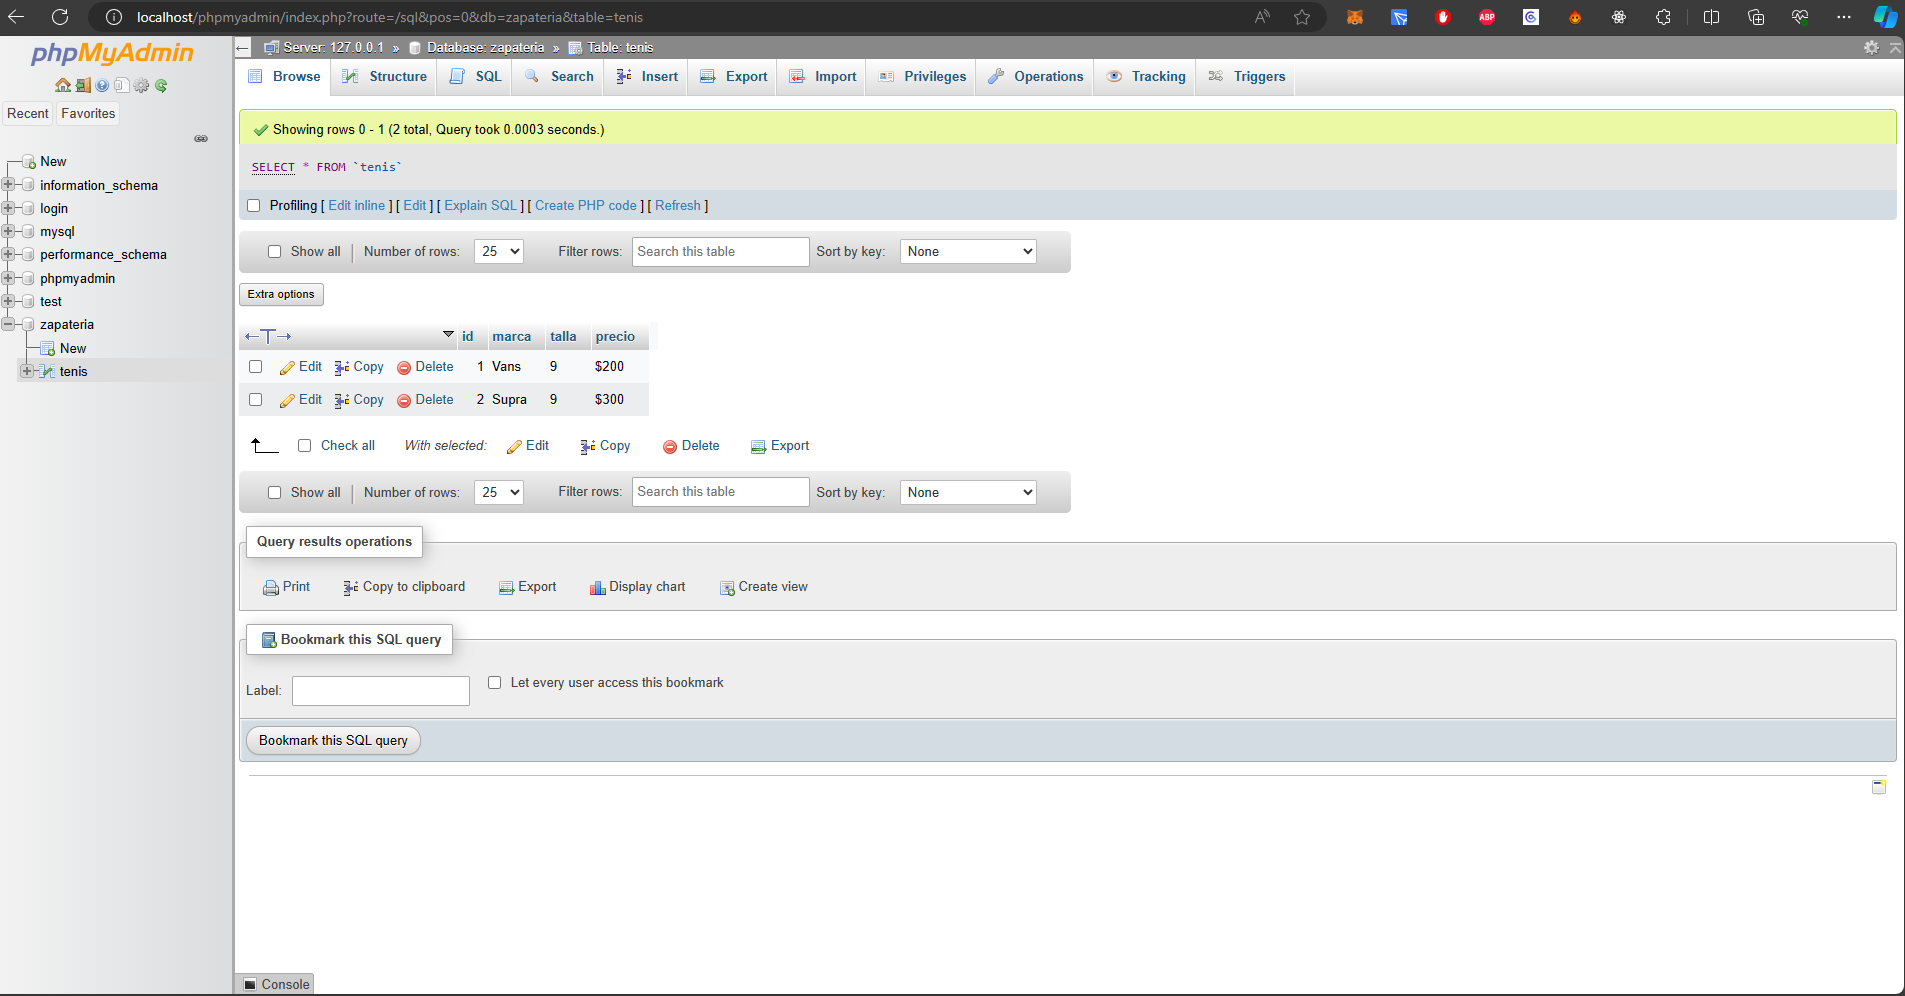 localhost/phpmyadmin/index.php?route=/sql&pos=0&db=zapateria&table=tenis
ABP
phpMyAdmin
Recent Favorites
New
information_schema
login
mysql
performance_schema
phpmyadmin
test
zapateria
New
tenis
Server: 127.0.0.1 » Database: zapateria » Table: tenis
Browse Structure SQL Search Insert Export Import Privileges Operations Tracking Triggers
Showing rows 0 - 1 (2 total, Query took 0.0003 seconds.)
SELECT * FROM `tenis`
Profiling [ Edit inline ] [ Edit ] [ Explain SQL ] [ Create PHP code ] [ Refresh ]
Show all | Number of rows: 25 Filter rows: Search this table Sort by key: None
Extra options
id marca talla precio
Edit Copy Delete 1 Vans 9 $200
Edit Copy Delete 2 Supra 9 $300
Check all With selected: Edit Copy Delete Export
Show all | Number of rows: 25 Filter rows: Search this table Sort by key: None
Query results operations
Print Copy to clipboard Export Display chart Create view
Bookmark this SQL query
Label: Let every user access this bookmark
Bookmark this SQL query
Console